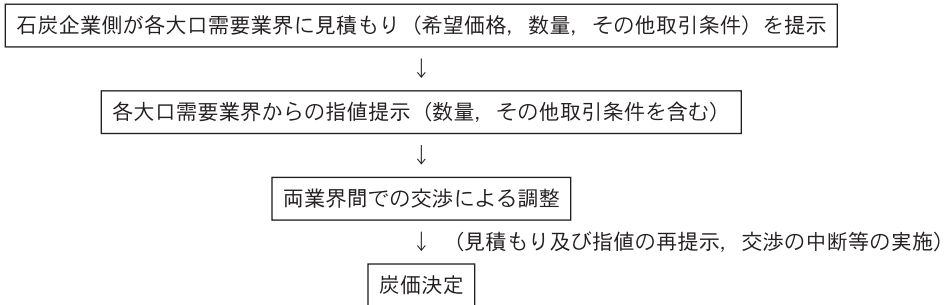 石炭企業側が各大口需要業界に見積もり（希望価格，数量，その他取引条件）を提示
↓
各大口需要業界からの指値提示（数量，その他取引条件を含む）
↓
両業界間での交渉による調整
↓ （見積もり及び指値の再提示，交渉の中断等の実施）
炭価決定